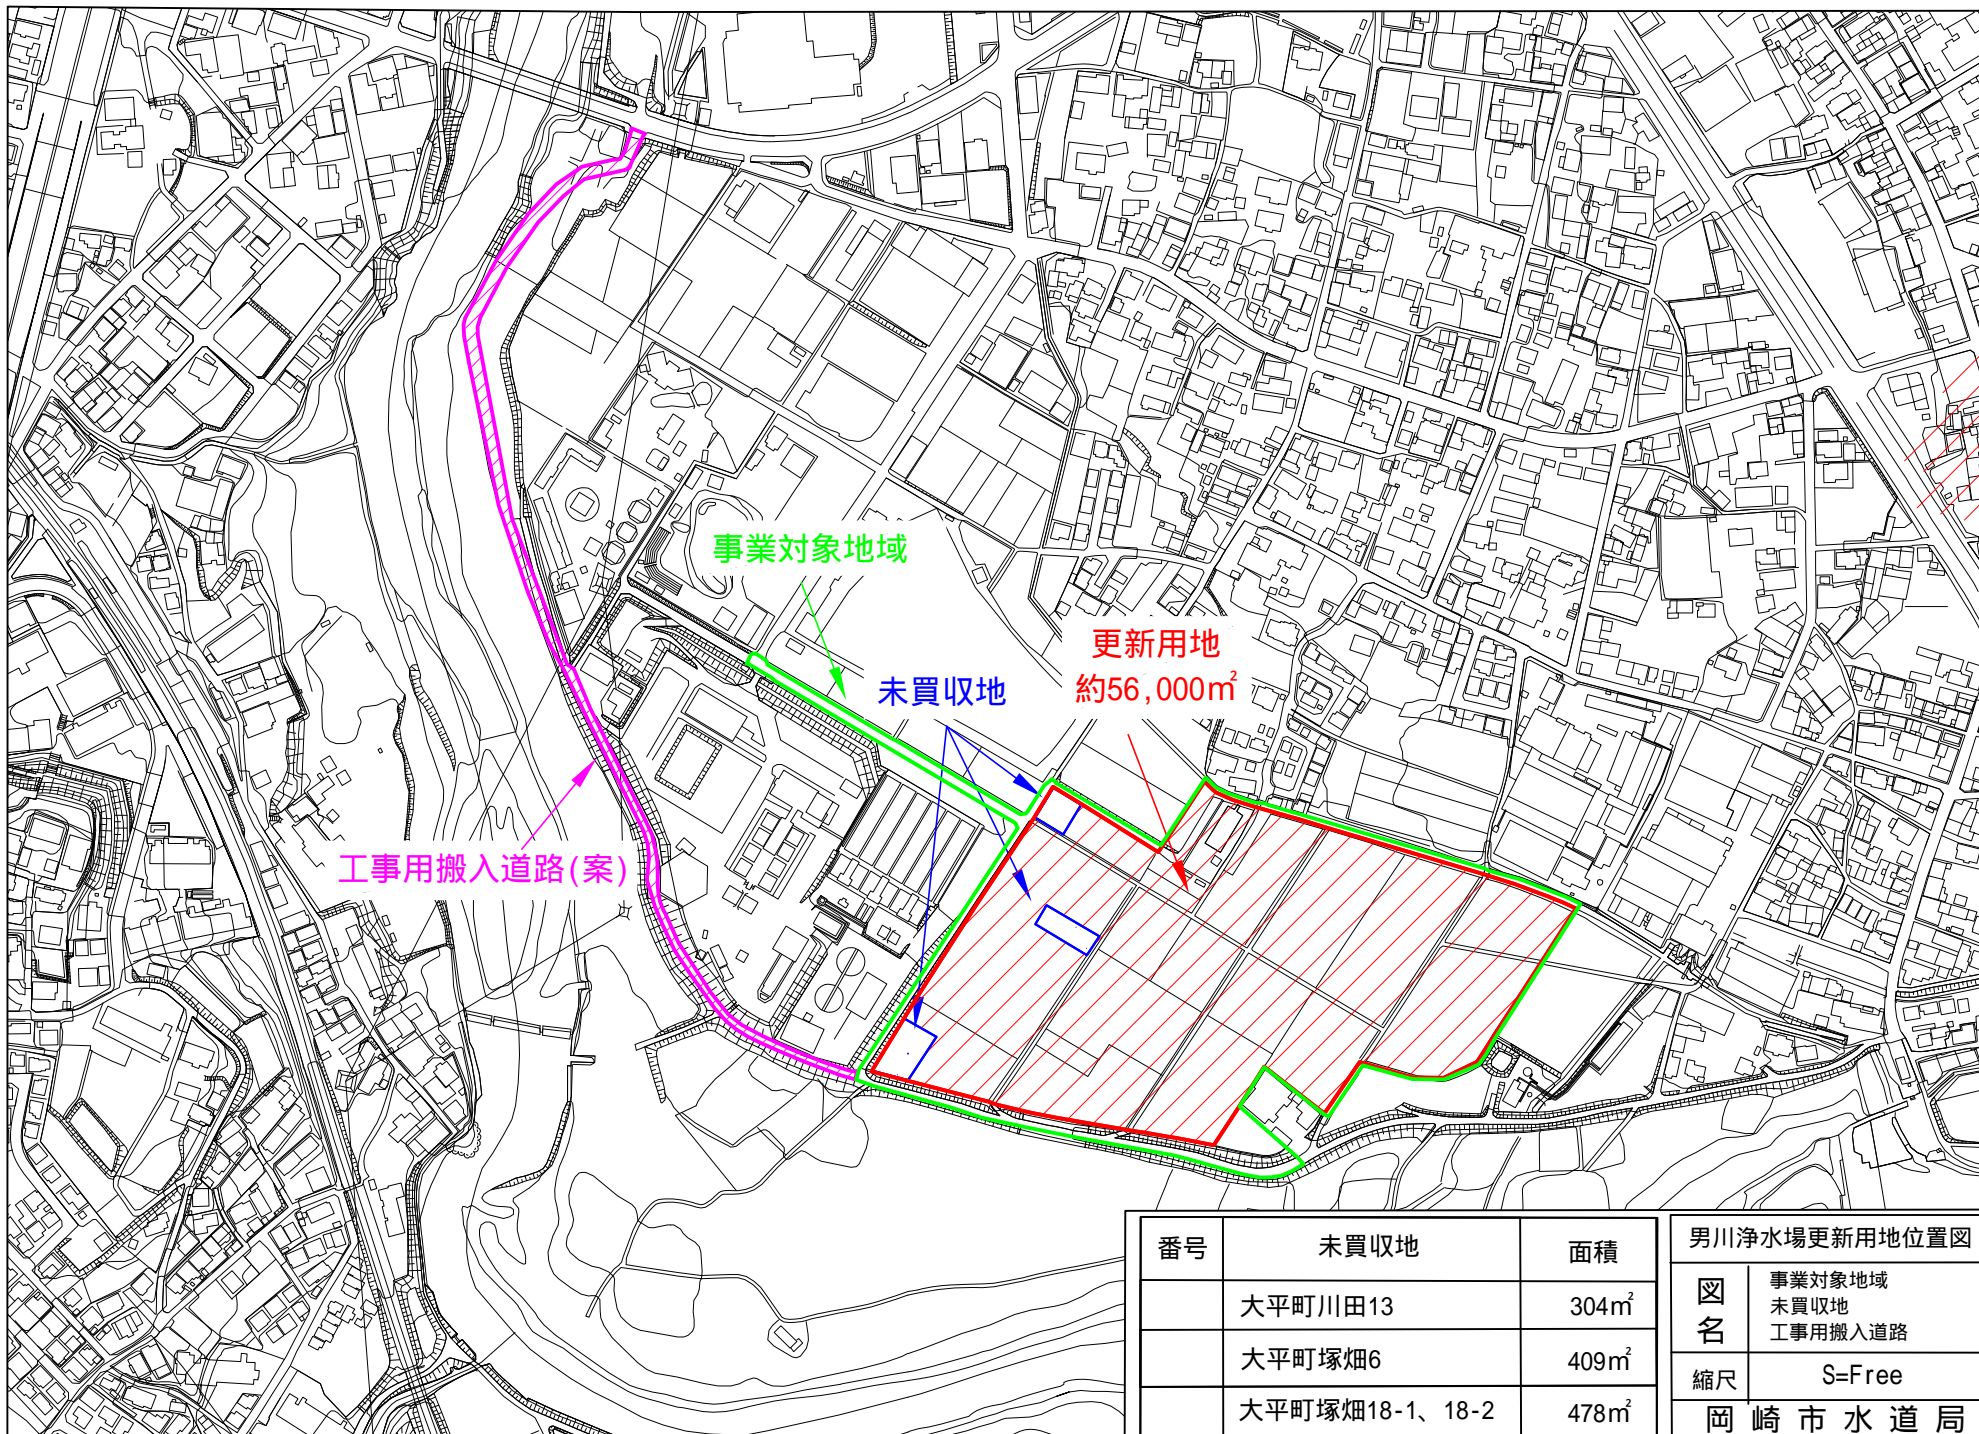 事業対象地域
更新用地
約56,000㎡
未買収地
工事用搬入道路(案)
番号 未買収地 面積
大平町川田13 304㎡
大平町塚畑6 409㎡
大平町塚畑18-1、18-2 478㎡
男川浄水場更新用地位置図
図名 事業対象地域
未買収地
工事用搬入道路
縮尺 S=Free
岡崎市水道局